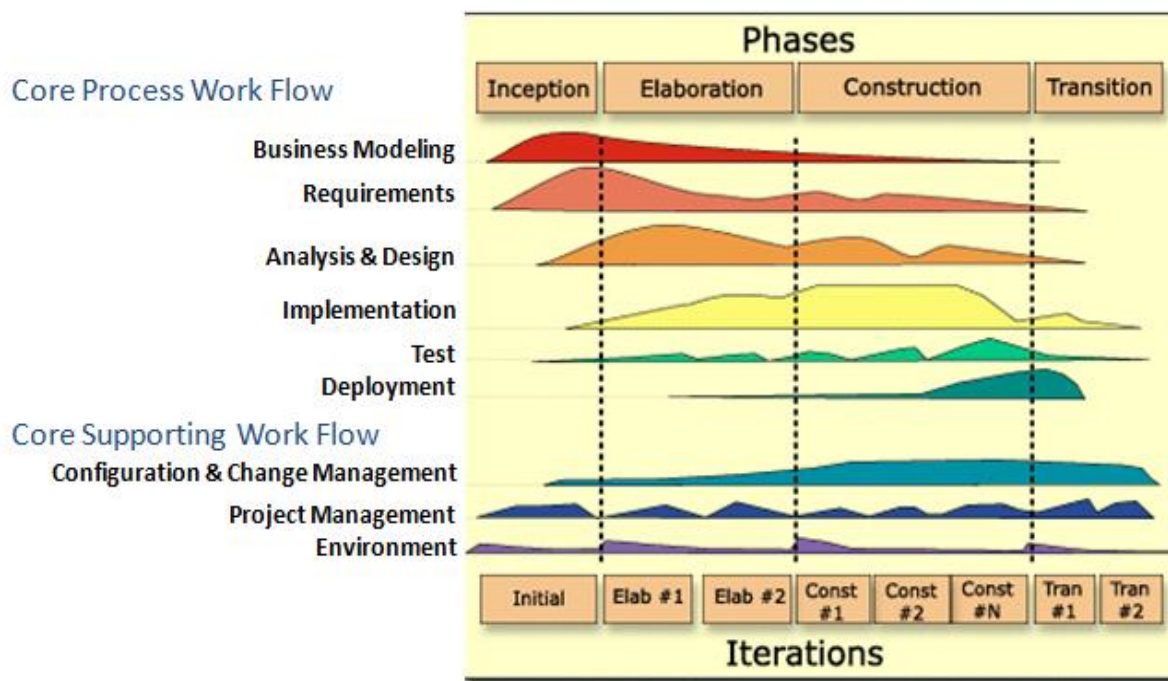 Phases
Core Process Work Flow
Inception
Elaboration
Construction
Transition
Business Modeling
Requirements
Analysis & Design
Implementation
Test
Deployment
Core Supporting Work Flow
Configuration & Change Management
Project Management
Environment
Initial
Elab #1
Elab #2
Const
#1
Const
#2
Const
#N
Tran
#1
Tran
#2
Iterations